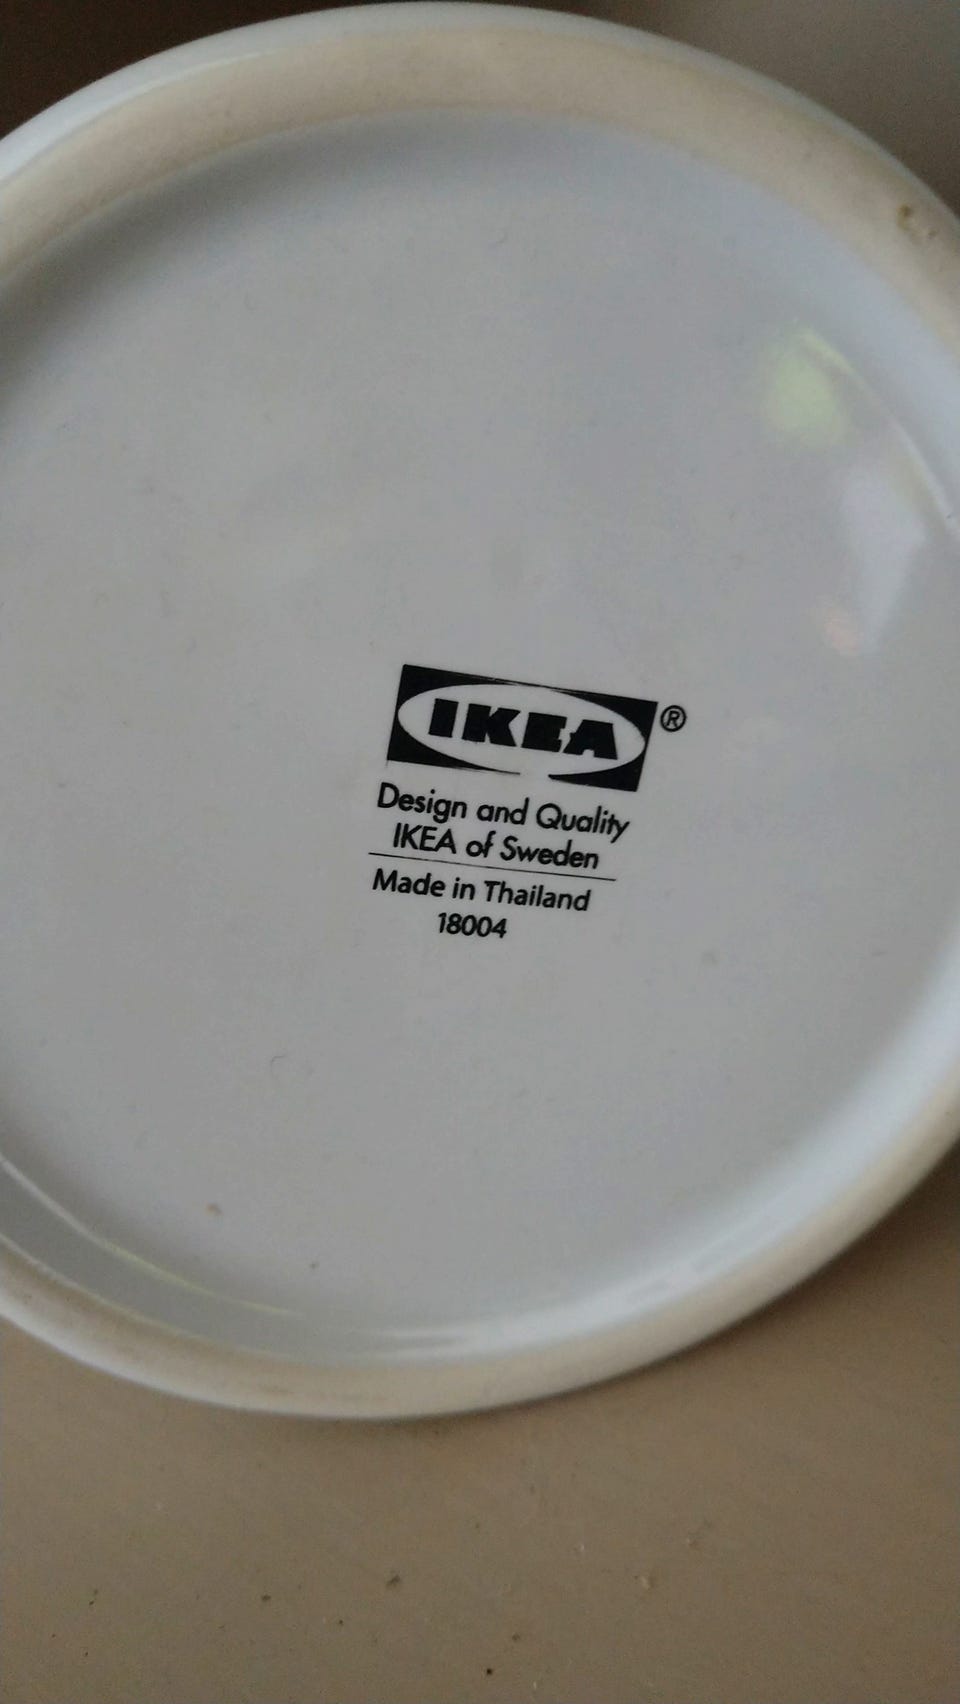 IKEA®
Design and Quality
IKEA of Sweden
Made in Thailand
18004